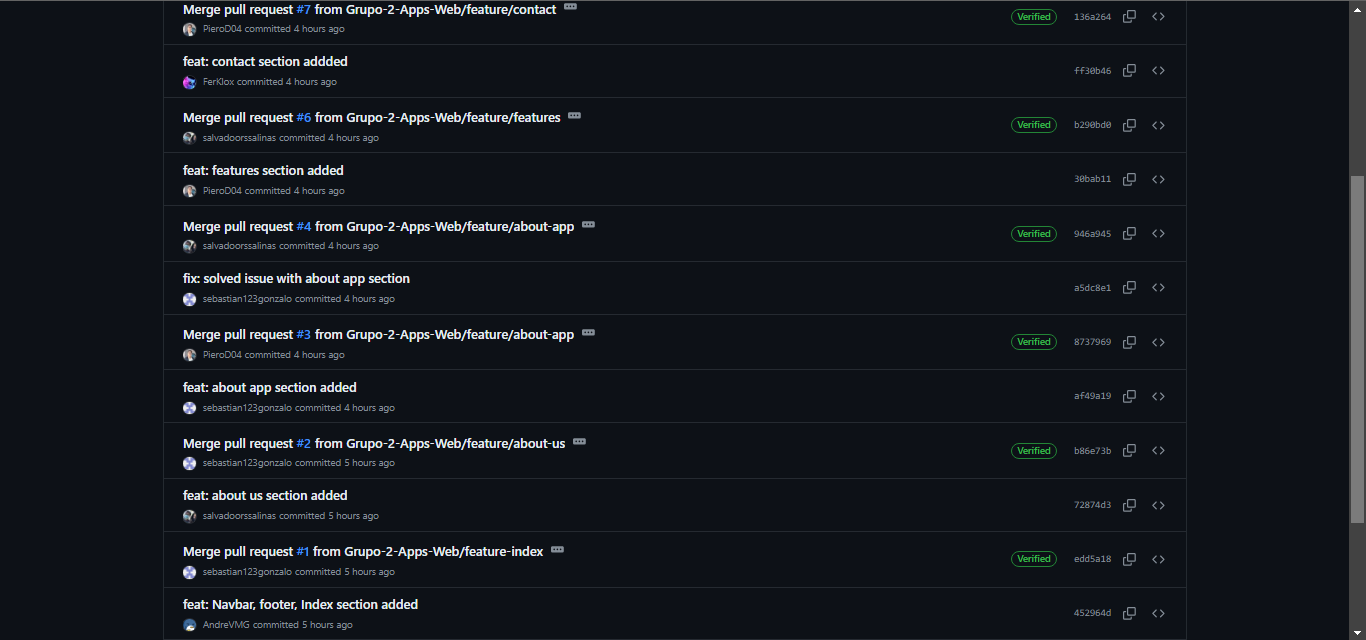 Merge pull request #7 from Grupo-2-Apps-Web/feature/contact
Verified 136a264
PieroD04 committed 4 hours ago
feat: contact section addded
ff30b46
FerKlox committed 4 hours ago
Merge pull request #6 from Grupo-2-Apps-Web/feature/features
Verified b290bd0
salvadoorssalinas committed 4 hours ago
feat: features section added
30bab11
PieroD04 committed 4 hours ago
Merge pull request #4 from Grupo-2-Apps-Web/feature/about-app
Verified 946a945
salvadoorssalinas committed 4 hours ago
fix: solved issue with about app section
a5dc8e1
sebastian123gonzalo committed 4 hours ago
Merge pull request #3 from Grupo-2-Apps-Web/feature/about-app
Verified 8737969
PieroD04 committed 4 hours ago
feat: about app section added
af49a19
sebastian123gonzalo committed 4 hours ago
Merge pull request #2 from Grupo-2-Apps-Web/feature/about-us
Verified b86e73b
sebastian123gonzalo committed 5 hours ago
feat: about us section added
72874d3
salvadoorssalinas committed 5 hours ago
Merge pull request #1 from Grupo-2-Apps-Web/feature-index
Verified edd5a18
sebastian123gonzalo committed 5 hours ago
feat: Navbar, footer, Index section added
452964d
AndreVMG committed 5 hours ago